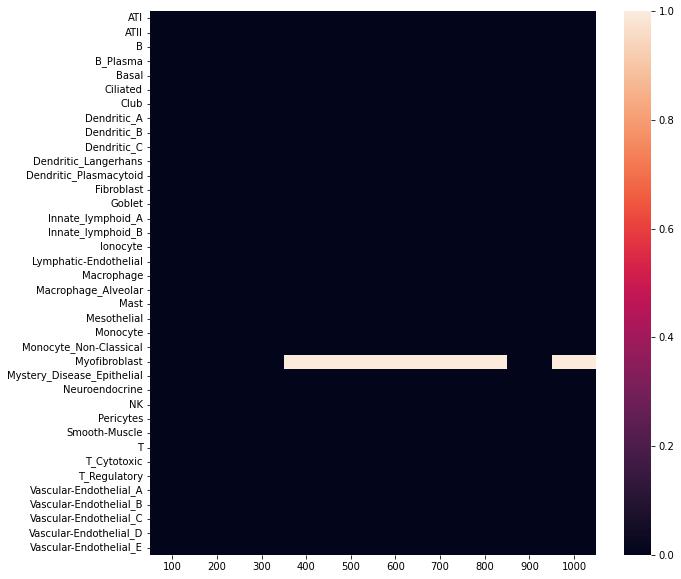 ATI
ATII
B
B_Plasma
Basal
Ciliated
Club
Dendritic_A
Dendritic_B
Dendritic_C
Dendritic_Langerhans
Dendritic_Plasmacytoid
Fibroblast
Goblet
Innate_lymphoid_A
Innate_lymphoid_B
Ionocyte
Lymphatic-Endothelial
Macrophage
Macrophage_Alveolar
Mast
Mesothelial
Monocyte
Monocyte_Non-Classical
Myofibroblast
Mystery_Disease_Epithelial
Neuroendocrine
NK
Pericytes
Smooth-Muscle
T
T_Cytotoxic
T_Regulatory
Vascular-Endothelial_A
Vascular-Endothelial_B
Vascular-Endothelial_C
Vascular-Endothelial_D
Vascular-Endothelial_E
100 200 300 400 500 600 700 800 900 1000
1.0
0.8
0.6
0.4
0.2
0.0